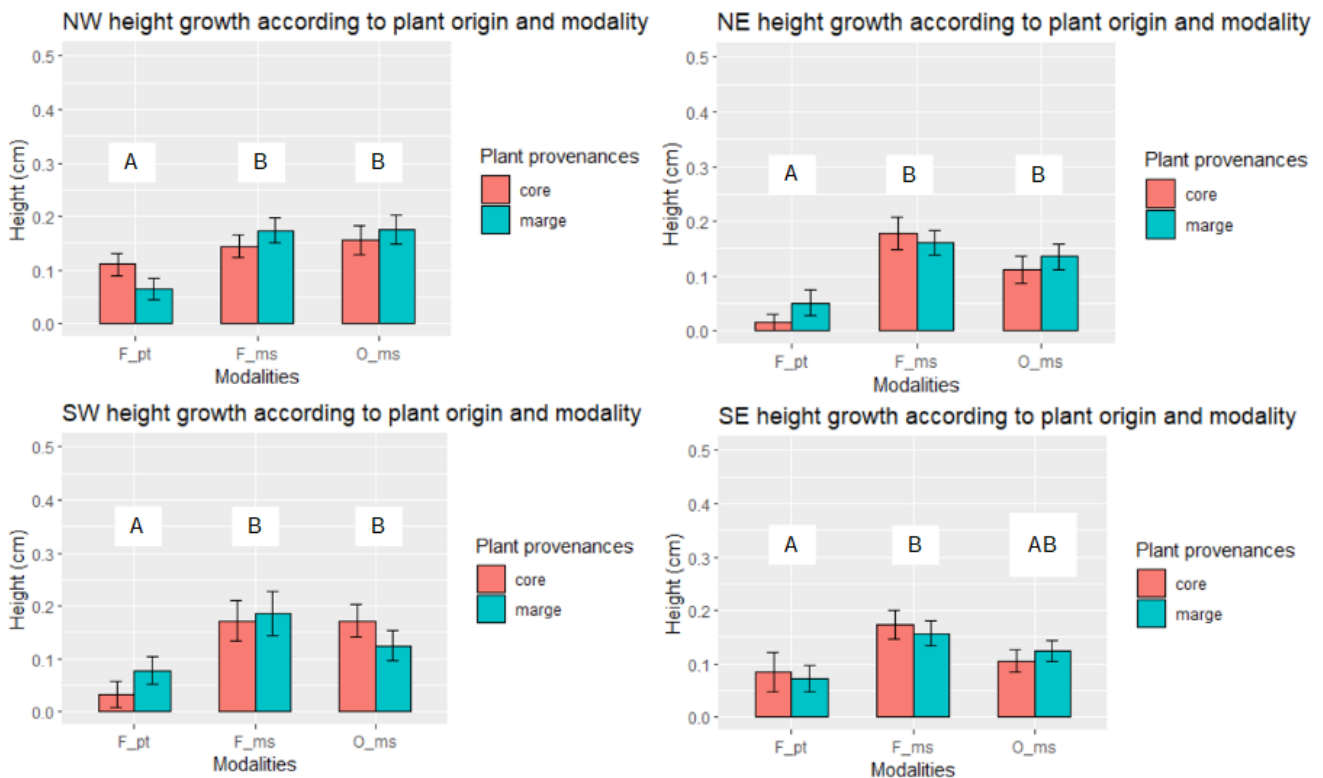 NW height growth according to plant origin and modality
0.5
0.4
0.3
0.2
0.1
0.0
Height (cm)
A
B
B
F_pt
F_ms
O_ms
Modalities
Plant provenances
core
marge
NE height growth according to plant origin and modality
0.5
0.4
0.3
0.2
0.1
0.0
Height (cm)
A
B
B
F_pt
F_ms
O_ms
Modalities
Plant provenances
core
marge
SW height growth according to plant origin and modality
0.5
0.4
0.3
0.2
0.1
0.0
Height (cm)
A
B
B
F_pt
F_ms
O_ms
Modalities
Plant provenances
core
marge
SE height growth according to plant origin and modality
0.5
0.4
0.3
0.2
0.1
0.0
Height (cm)
A
B
AB
F_pt
F_ms
O_ms
Modalities
Plant provenances
core
marge